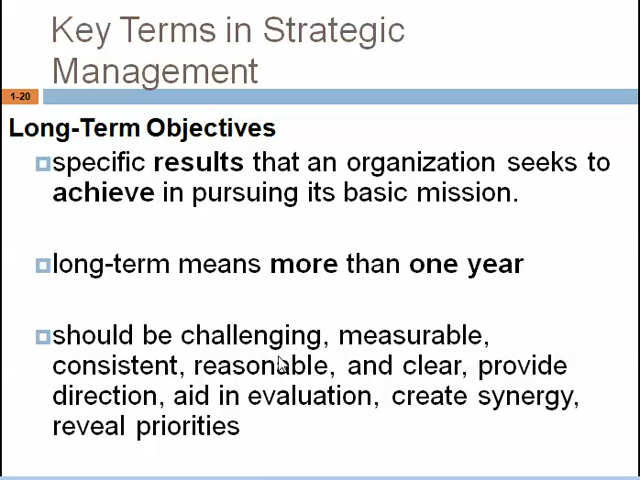 Key Terms in Strategic
Management
1-20
Long-Term Objectives
specific results that an organization seeks to
achieve in pursuing its basic mission.
long-term means more than one year
should be challenging, measurable,
consistent, reasonable, and clear, provide
direction, aid in evaluation, create synergy,
reveal priorities